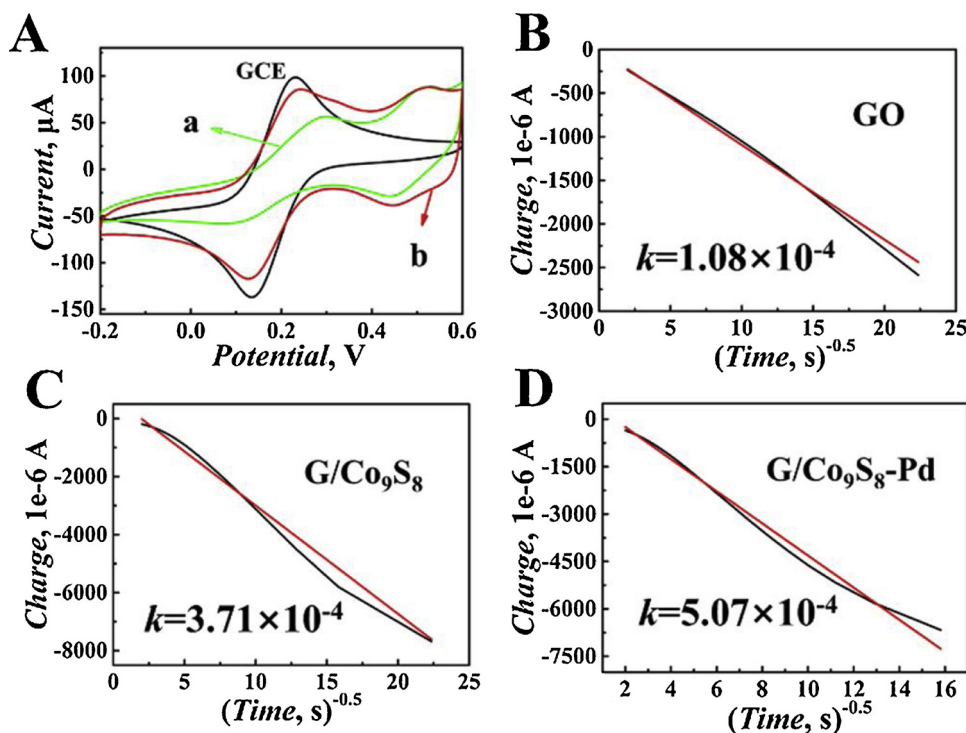 A
GCE
a
b
Current, μA
100
50
0
-50
-100
-150
-0.2 0.0 0.2 0.4 0.6
Potential, V
B
GO
k=1.08×10⁻⁴
Charge, 1e-6 A
0
-500
-1000
-1500
-2000
-2500
-3000
0 5 10 15 20 25
(Time, s)⁻⁰·⁵
C
G/Co₉S₈
k=3.71×10⁻⁴
Charge, 1e-6 A
0
-2000
-4000
-6000
-8000
0 5 10 15 20 25
(Time, s)⁻⁰·⁵
D
G/Co₉S₈-Pd
k=5.07×10⁻⁴
Charge, 1e-6 A
0
-1500
-3000
-4500
-6000
-7500
2 4 6 8 10 12 14 16
(Time, s)⁻⁰·⁵